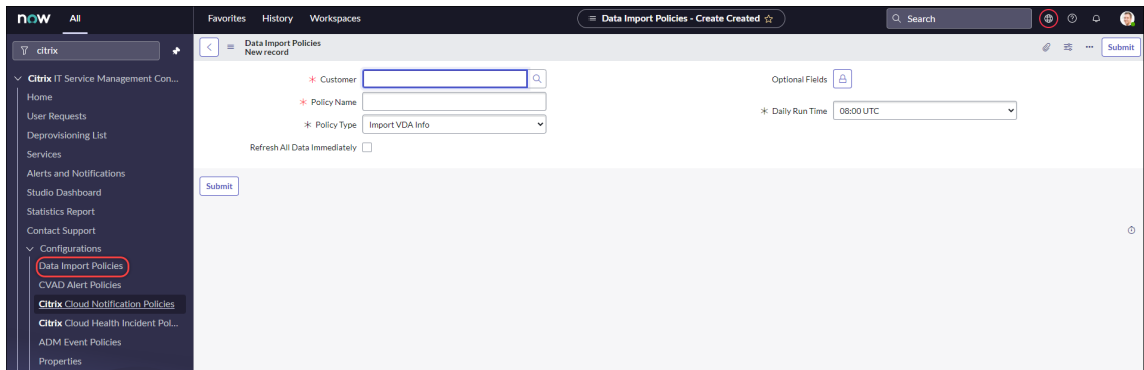 now All Favorites History Workspaces Data Import Policies - Create Created Search
citrix
Data Import Policies
New record
Submit
Citrix IT Service Management Con...
Home
User Requests
Deprovisioning List
Services
Alerts and Notifications
Studio Dashboard
Statistics Report
Contact Support
Configurations
Data Import Policies
CVAD Alert Policies
Citrix Cloud Notification Policies
Citrix Cloud Health Incident Pol...
ADM Event Policies
Properties
Customer
Policy Name
Policy Type Import VDA Info
Refresh All Data Immediately
Optional Fields
Daily Run Time 08:00 UTC
Submit